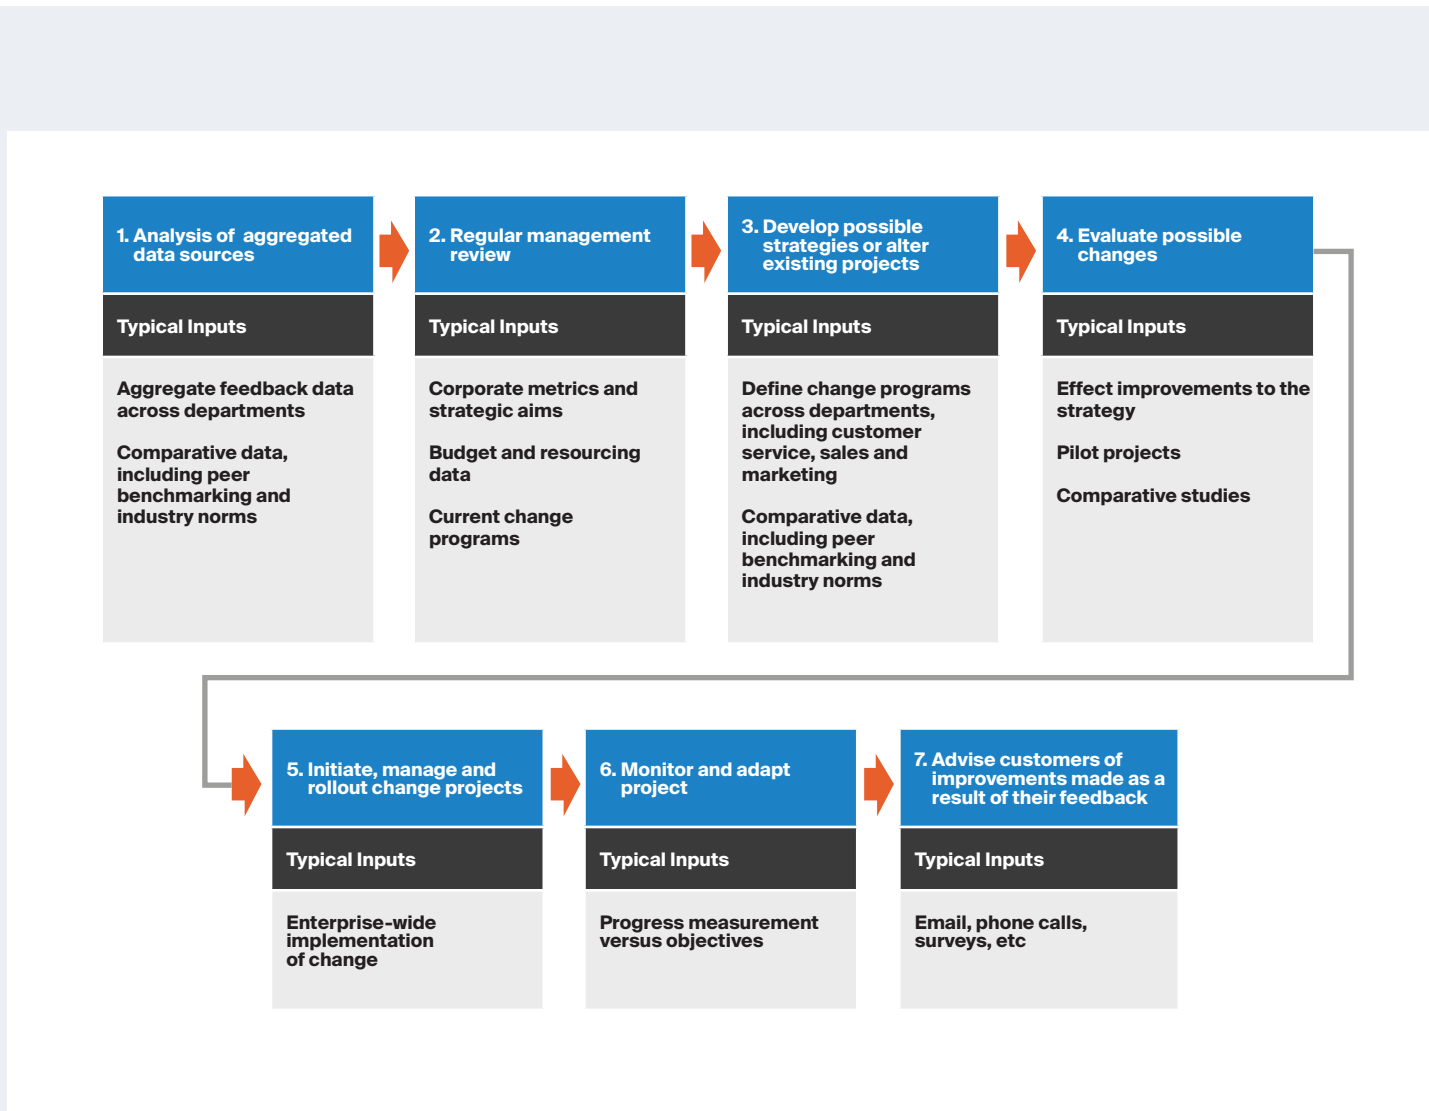 1. Analysis of aggregated
data sources
Typical Inputs
Aggregate feedback data
across departments
Comparative data,
including peer
benchmarking and
industry norms
2. Regular management
review
Typical Inputs
Corporate metrics and
strategic aims
Budget and resourcing
data
Current change
programs
3. Develop possible
strategies or alter
existing projects
Typical Inputs
Define change programs
across departments,
including customer
service, sales and
marketing
Comparative data,
including peer
benchmarking and
industry norms
4. Evaluate possible
changes
Typical Inputs
Effect improvements to the
strategy
Pilot projects
Comparative studies
5. Initiate, manage and
rollout change projects
Typical Inputs
Enterprise-wide
implementation
of change
6. Monitor and adapt
project
Typical Inputs
Progress measurement
versus objectives
7. Advise customers of
improvements made as a
result of their feedback
Typical Inputs
Email, phone calls,
surveys, etc